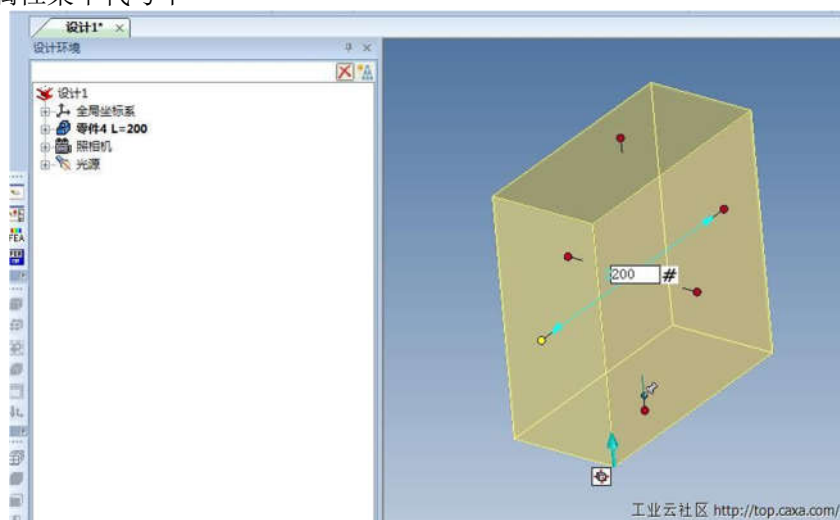 设计1* ×
设计环境
设计1
全局坐标系
零件4 L=200
照相机
光源
FEA
200 #
工业云社区 http://top.caxa.com/